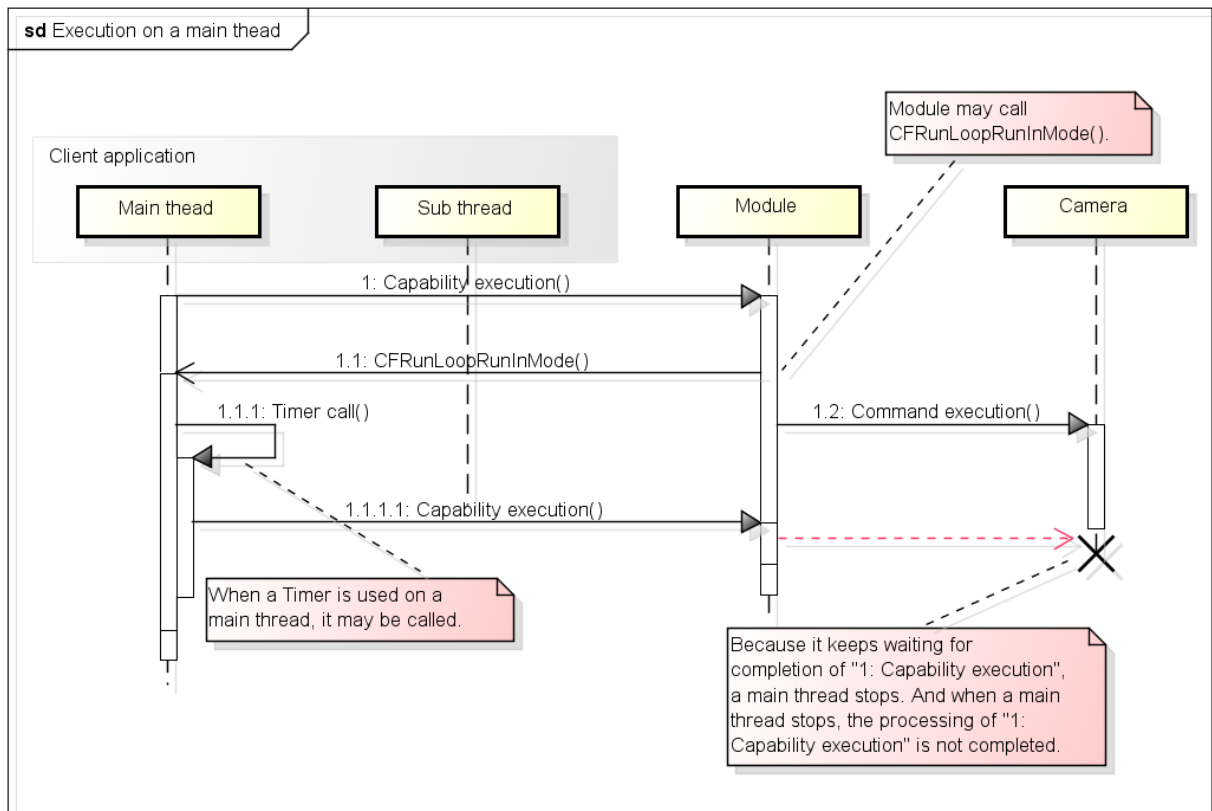 sd Execution on a main thead
Module may call
CFRunLoopRunInMode().
Client application
Main thead
Sub thread
Module
Camera
1: Capability execution()
1.1: CFRunLoopRunInMode()
1.1.1: Timer call()
1.2: Command execution()
1.1.1.1: Capability execution()
When a Timer is used on a
main thread, it may be called.
Because it keeps waiting for
completion of "1: Capability execution",
a main thread stops. And when a main
thread stops, the processing of "1:
Capability execution" is not completed.